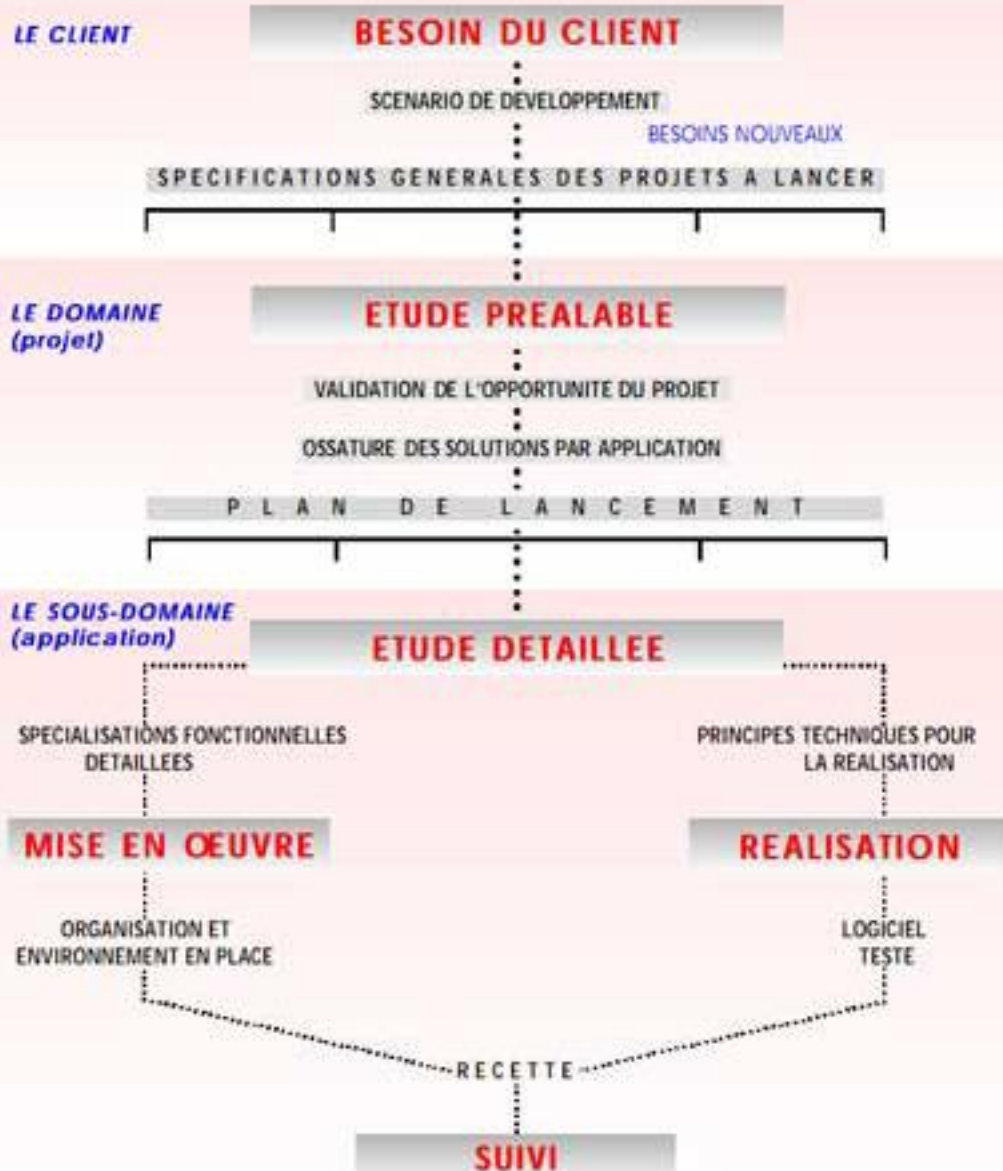 LE CLIENT
BESOIN DU CLIENT
SCENARIO DE DEVELOPPEMENT
BESOINS NOUVEAUX
SPECIFICATIONS GENERALES DES PROJETS A LANCER
LE DOMAINE
(projet)
ETUDE PREALABLE
VALIDATION DE L'OPPORTUNITE DU PROJET
OSSATURE DES SOLUTIONS PAR APPLICATION
PLAN DE LANCEMENT
LE SOUS-DOMAINE
(application)
ETUDE DETAILLEE
SPECIALISATIONS FONCTIONNELLES
DETAILLEES
PRINCIPES TECHNIQUES POUR
LA REALISATION
MISE EN ŒUVRE
REALISATION
ORGANISATION ET
ENVIRONNEMENT EN PLACE
LOGICIEL
TESTE
RECETTE
SUIVI